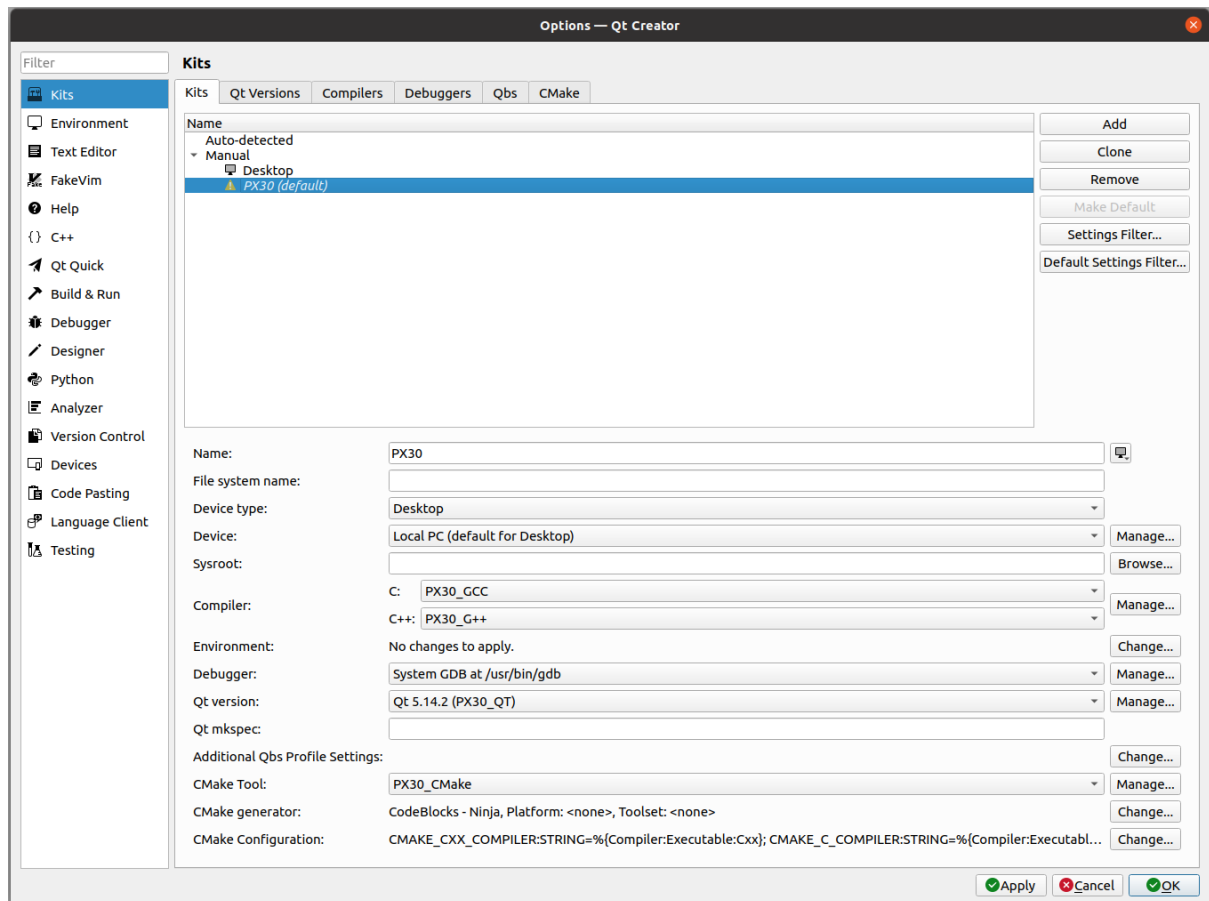 Options — Qt Creator
Filter
Kits
Environment
Text Editor
FakeVim
Help
C++
Qt Quick
Build & Run
Debugger
Designer
Python
Analyzer
Version Control
Devices
Code Pasting
Language Client
Testing
Kits
Kits Qt Versions Compilers Debuggers Qbs CMake
Name
Auto-detected
Manual
Desktop
PX30 (default)
Add
Clone
Remove
Make Default
Settings Filter...
Default Settings Filter...
Name: PX30
File system name:
Device type: Desktop
Device: Local PC (default for Desktop) Manage...
Sysroot: Browse...
Compiler: C: PX30_GCC Manage...
C++: PX30_G++
Environment: No changes to apply. Change...
Debugger: System GDB at /usr/bin/gdb Manage...
Qt version: Qt 5.14.2 (PX30_QT) Manage...
Qt mkspec:
Additional Qbs Profile Settings: Change...
CMake Tool: PX30_CMake Manage...
CMake generator: CodeBlocks - Ninja, Platform: <none>, Toolset: <none> Change...
CMake Configuration: CMAKE_CXX_COMPILER:STRING=%{Compiler:Executable:Cxx}; CMAKE_C_COMPILER:STRING=%{Compiler:Executabl... Change...
Apply Cancel OK